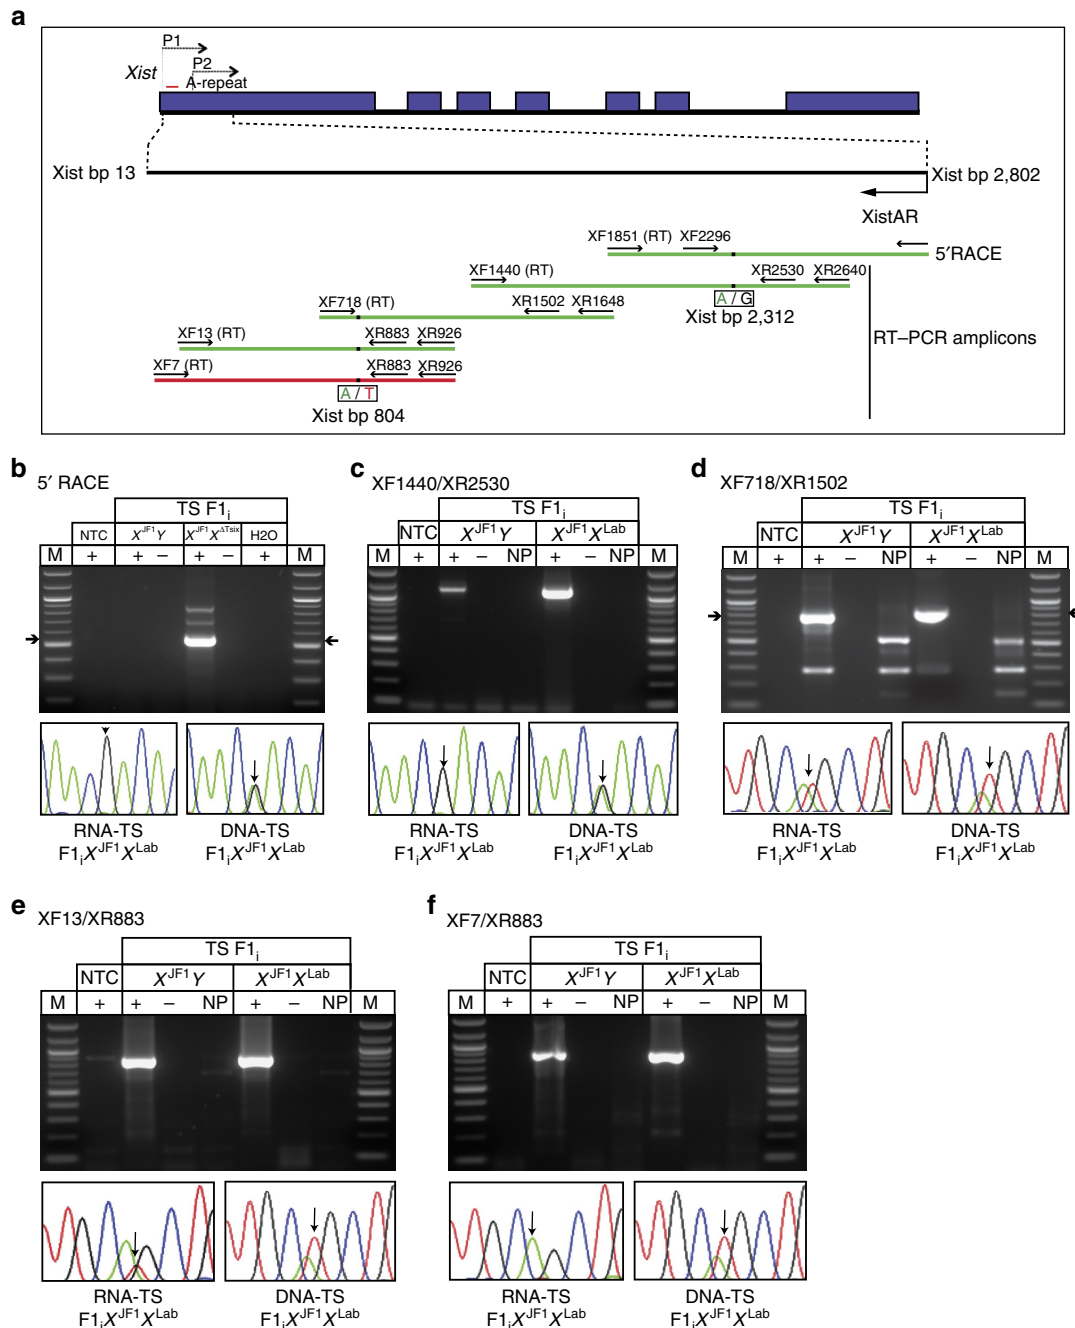 a
P1
P2
Xist
A-repeat
Xist bp 13
Xist bp 2,802
XistAR
XF1851 (RT) XF2296
5′RACE
XF1440 (RT) XR2530 XR2640
A / G
Xist bp 2,312
XF718 (RT) XR1502 XR1648
XF13 (RT) XR883 XR926
RT–PCR amplicons
XF7 (RT) XR883 XR926
A / T
Xist bp 804
b
5′ RACE
TS F1i
NTC XJF1Y XJF1XΔTsix H2O
M + + – + – + M
RNA-TS
F1iXJF1XLab
DNA-TS
F1iXJF1XLab
c
XF1440/XR2530
TS F1i
NTC XJF1Y XJF1XLab
M + + – NP + – NP M
RNA-TS
F1iXJF1XLab
DNA-TS
F1iXJF1XLab
d
XF718/XR1502
TS F1i
NTC XJF1Y XJF1XLab
M + + – NP + – NP M
RNA-TS
F1iXJF1XLab
DNA-TS
F1iXJF1XLab
e
XF13/XR883
TS F1i
NTC XJF1Y XJF1XLab
M + + – NP + – NP M
RNA-TS
F1iXJF1XLab
DNA-TS
F1iXJF1XLab
f
XF7/XR883
TS F1i
NTC XJF1Y XJF1XLab
M + + – NP + – NP M
RNA-TS
F1iXJF1XLab
DNA-TS
F1iXJF1XLab